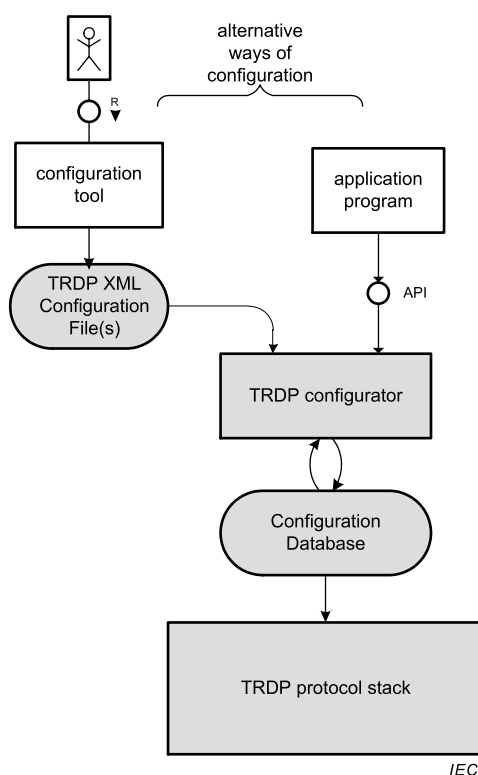 alternative
ways of
configuration
R
configuration
tool
application
program
TRDP XML
Configuration
File(s)
API
TRDP configurator
Configuration
Database
TRDP protocol stack
IEC